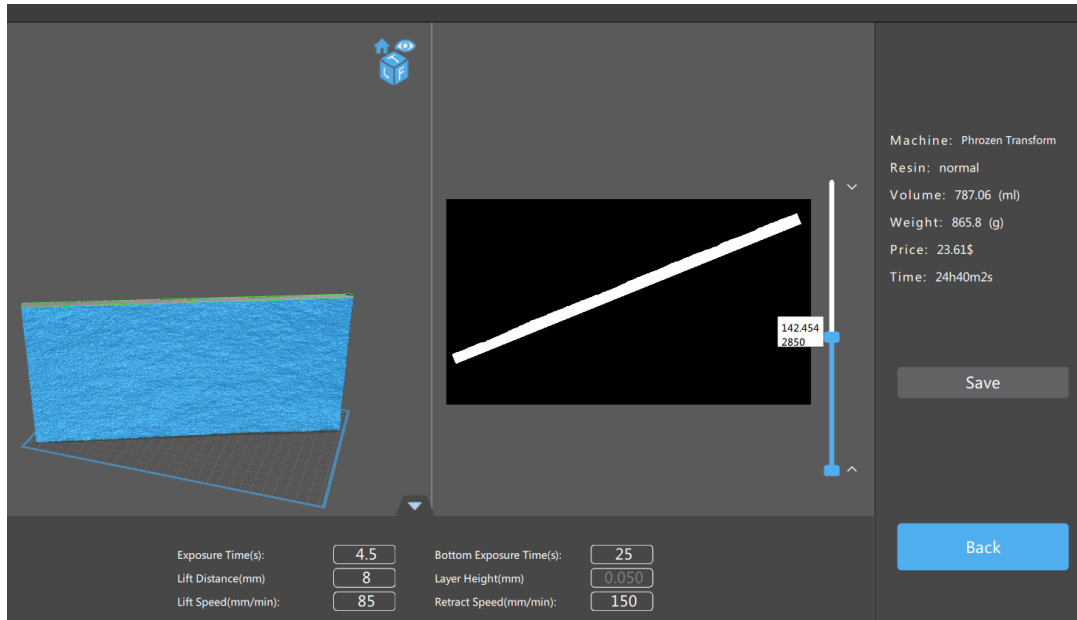 T
L F
142.454
2850
Machine: Phrozen Transform
Resin: normal
Volume: 787.06 (ml)
Weight: 865.8 (g)
Price: 23.61$
Time: 24h40m2s
Save
Back
Exposure Time(s): 4.5 Bottom Exposure Time(s): 25
Lift Distance(mm) 8 Layer Height(mm) 0.050
Lift Speed(mm/min): 85 Retract Speed(mm/min): 150